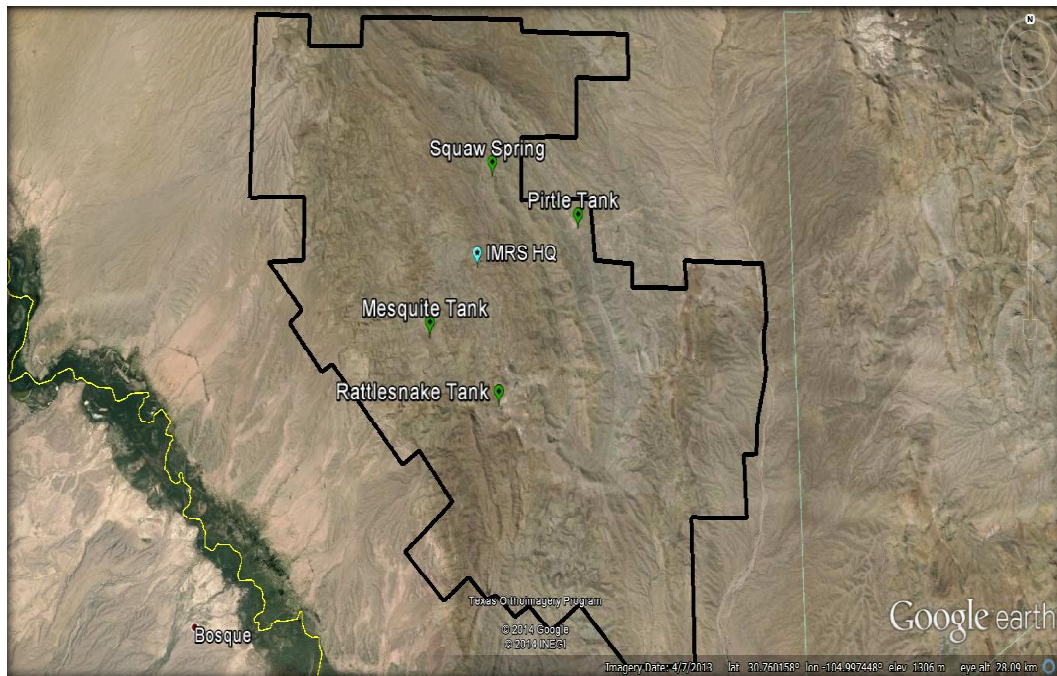 N
Squaw Spring
Pirtle Tank
IMRS HQ
Mesquite Tank
Rattlesnake Tank
Texas Orthoimagery Program
© 2014 Google
© 2014 INEGI
Bosque
Google earth
Imagery Date: 4/7/2013 lat 30.760158° lon -104.997448° elev 1306 m eye alt 28.09 km